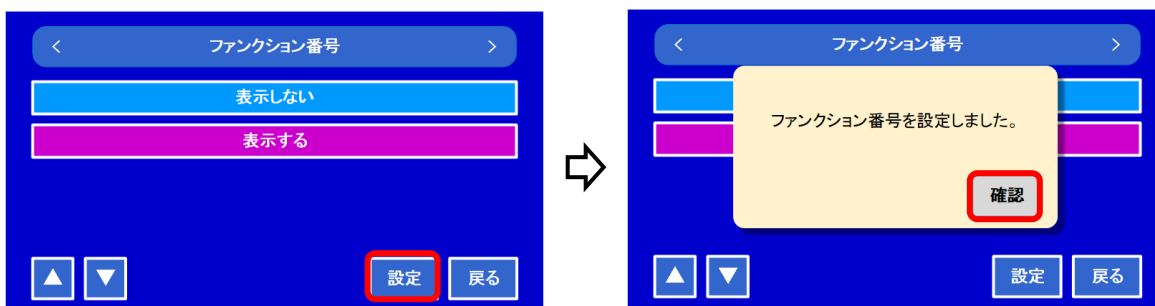 < ファンクション番号 >
表示しない
表示する
▲ ▼ 設定 戻る
⇨
< ファンクション番号 >
ファンクション番号を設定しました。
確認
▲ ▼ 設定 戻る